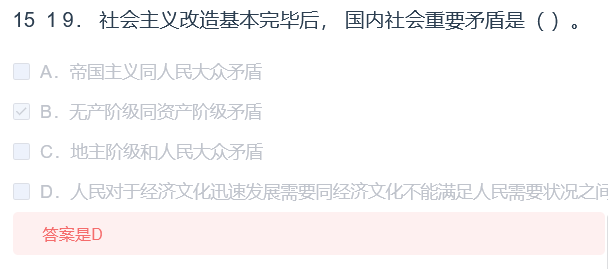 15 19． 社会主义改造基本完毕后， 国内社会重要矛盾是（ ）。
A．帝国主义同人民大众矛盾
B．无产阶级同资产阶级矛盾
C．地主阶级和人民大众矛盾
D．人民对于经济文化迅速发展需要同经济文化不能满足人民需要状况之间
答案是D